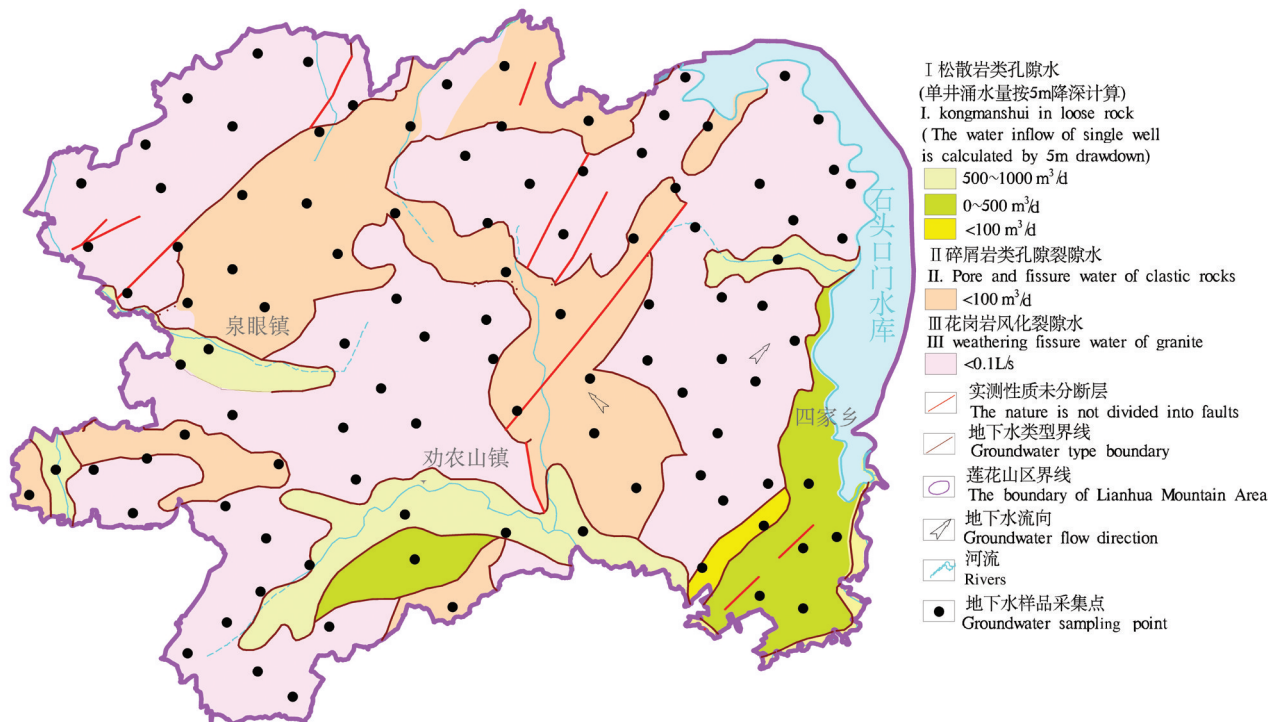 泉眼镇
劝农山镇
四家乡
石头口门水库
Ⅰ松散岩类孔隙水
(单井涌水量按5m降深计算)
I. kongmanshui in loose rock
( The water inflow of single well
is calculated by 5m drawdown)
500~1000 m³/d
0~500 m³/d
<100 m³/d
Ⅱ碎屑岩类孔隙裂隙水
II. Pore and fissure water of clastic rocks
<100 m³/d
Ⅲ花岗岩风化裂隙水
III weathering fissure water of granite
<0.1L/s
实测性质未分断层
The nature is not divided into faults
地下水类型界线
Groundwater type boundary
莲花山区界线
The boundary of Lianhua Mountain Area
地下水流向
Groundwater flow direction
河流
Rivers
地下水样品采集点
Groundwater sampling point